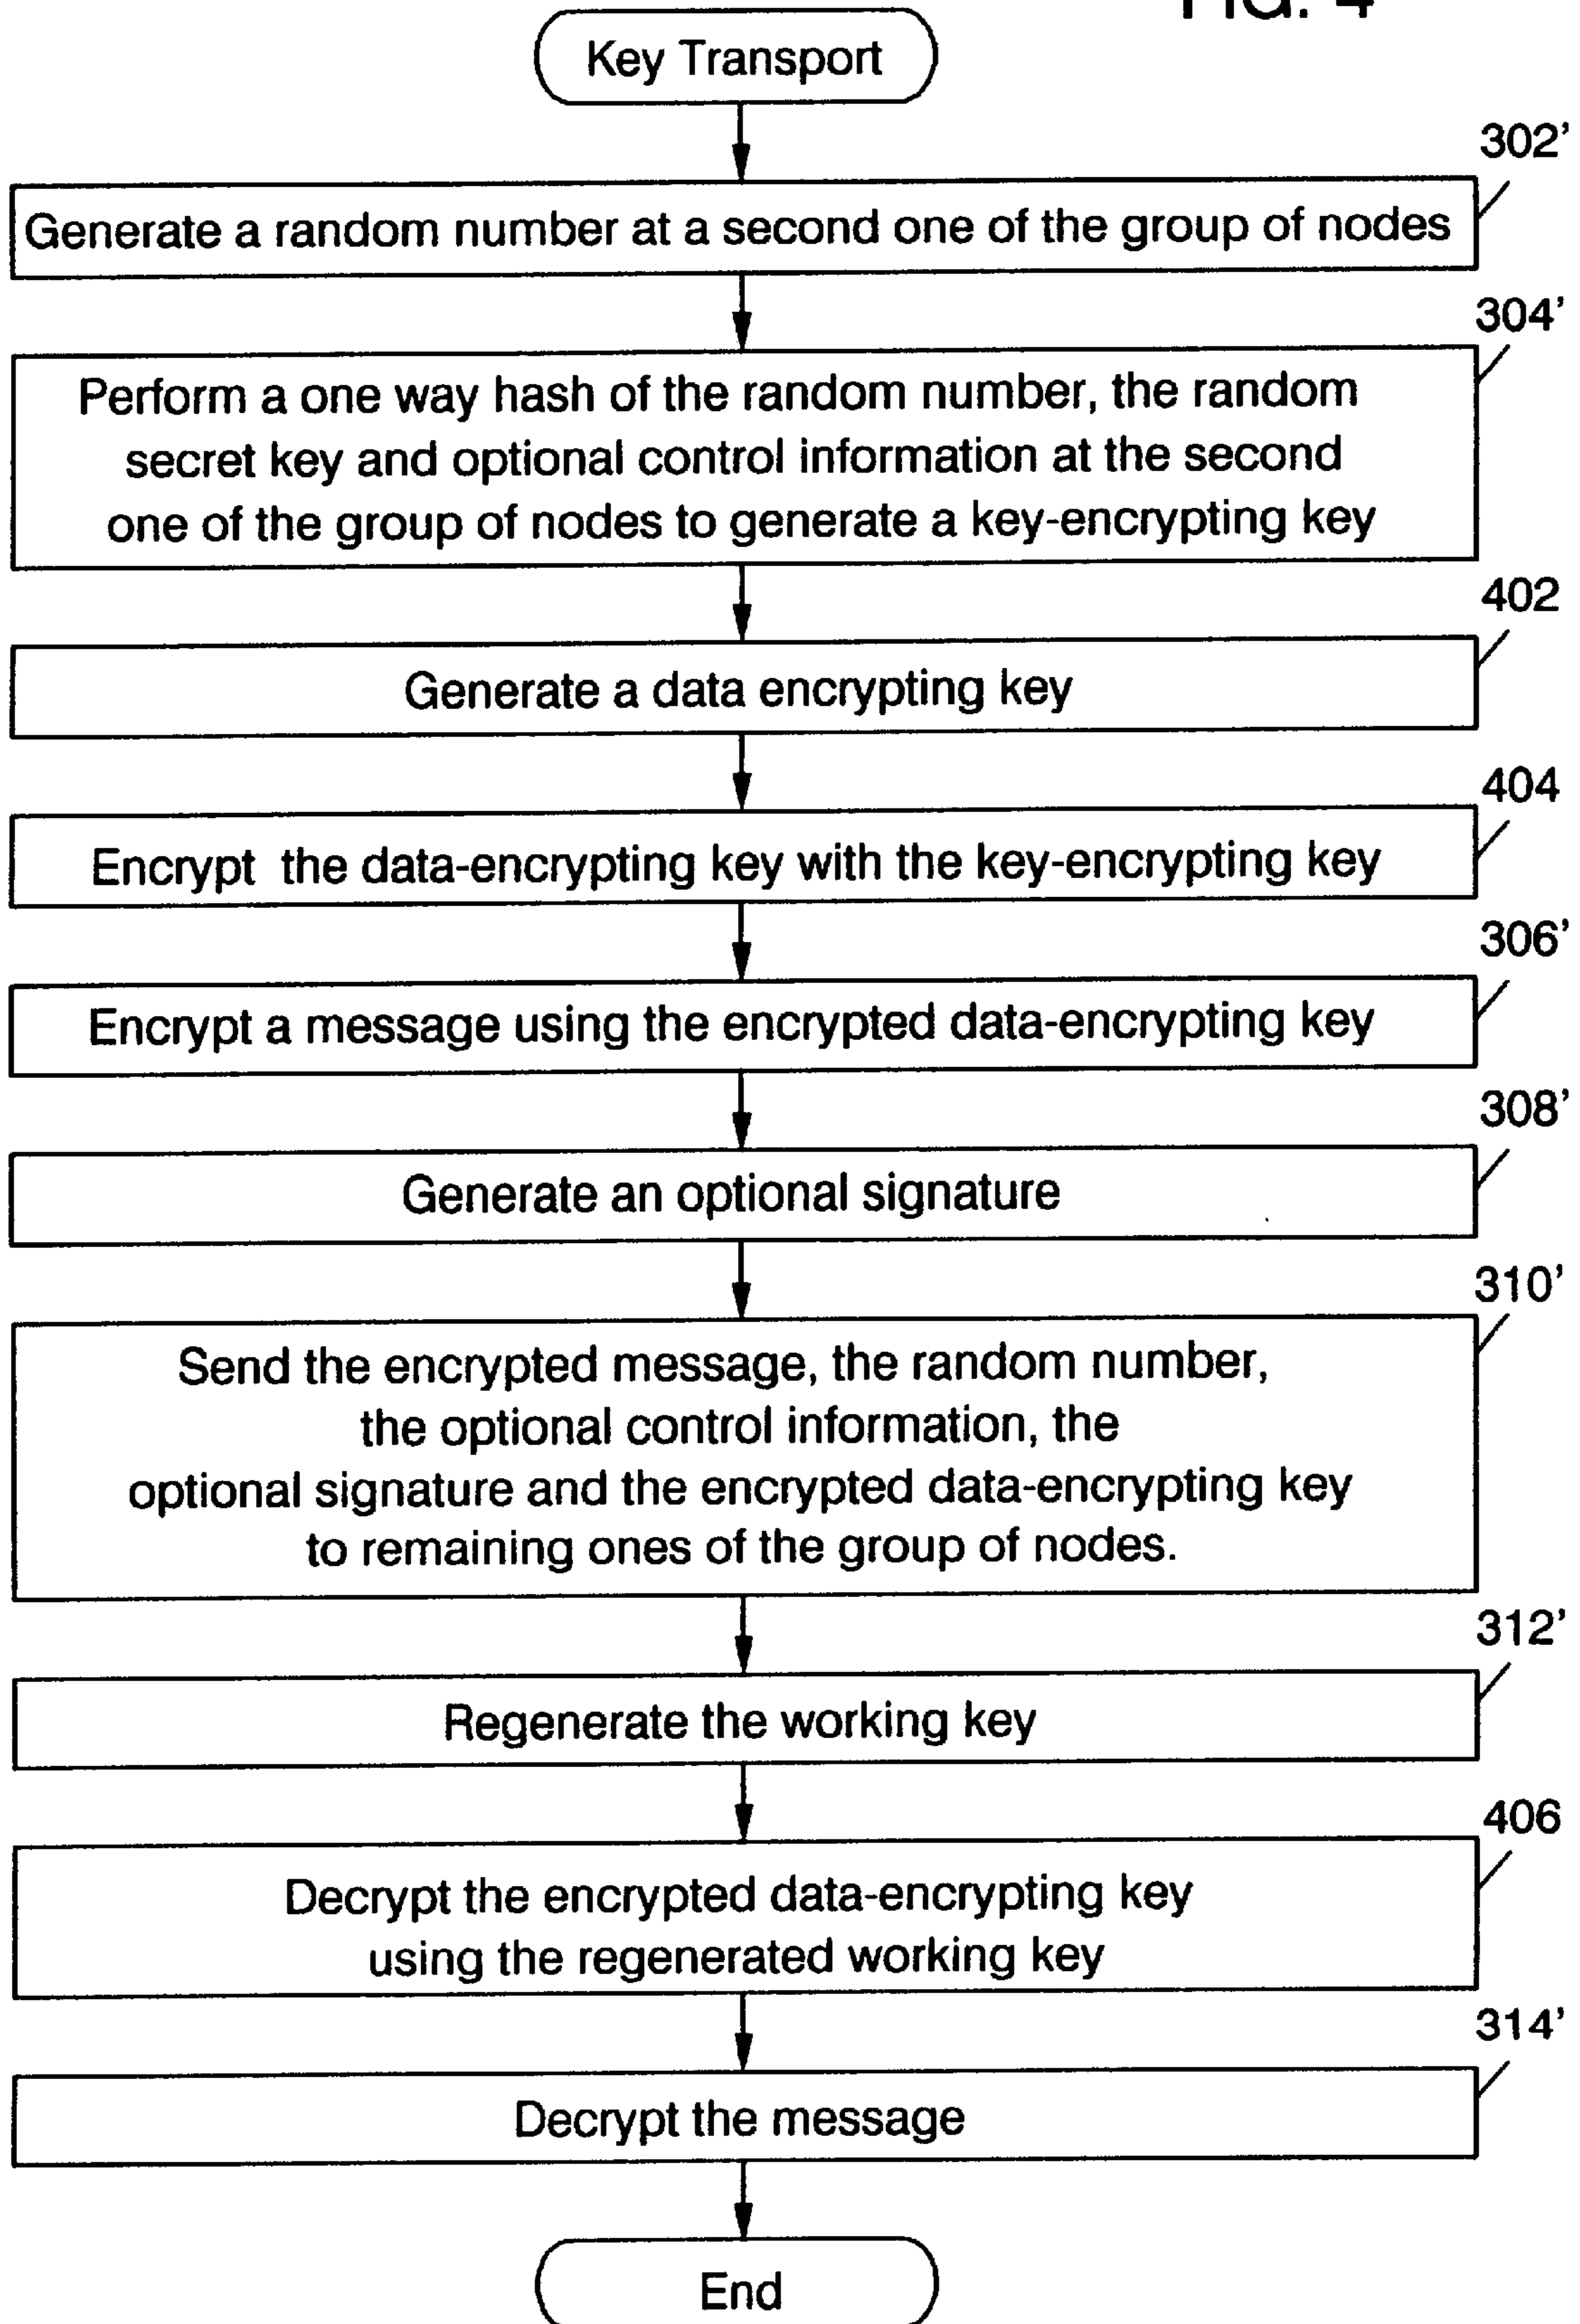 FIG. 4
Key Transport
302'
Generate a random number at a second one of the group of nodes
304'
Perform a one way hash of the random number, the random
secret key and optional control information at the second
one of the group of nodes to generate a key-encrypting key
402
Generate a data encrypting key
404
Encrypt the data-encrypting key with the key-encrypting key
306'
Encrypt a message using the encrypted data-encrypting key
308'
Generate an optional signature
310'
Send the encrypted message, the random number,
the optional control information, the
optional signature and the encrypted data-encrypting key
to remaining ones of the group of nodes.
312'
Regenerate the working key
406
Decrypt the encrypted data-encrypting key
using the regenerated working key
314'
Decrypt the message
End